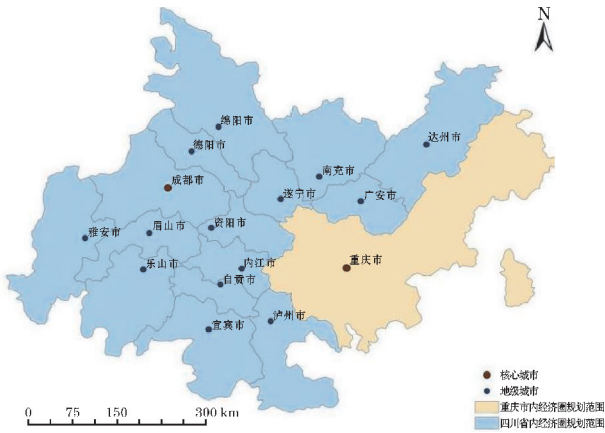 N
绵阳市
德阳市
达州市
成都市
南充市
遂宁市
广安市
雅安市
眉山市
资阳市
乐山市
内江市
重庆市
自贡市
宜宾市
泸州市
核心城市
地级城市
重庆市内经济圈规划范围
四川省内经济圈规划范围
0 75 150 300 km